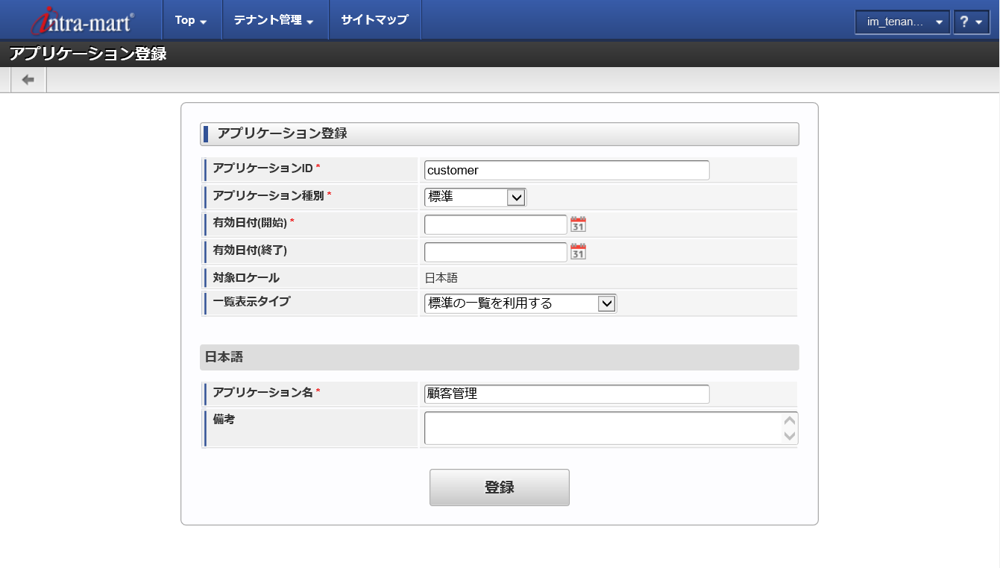 intra-mart®
Top
テナント管理
サイトマップ
im_tenan...
?
アプリケーション登録
アプリケーション登録
アプリケーションID *
customer
アプリケーション種別 *
標準
有効日付(開始) *
31
有効日付(終了)
31
対象ロケール
日本語
一覧表示タイプ
標準の一覧を利用する
日本語
アプリケーション名 *
顧客管理
備考
登録